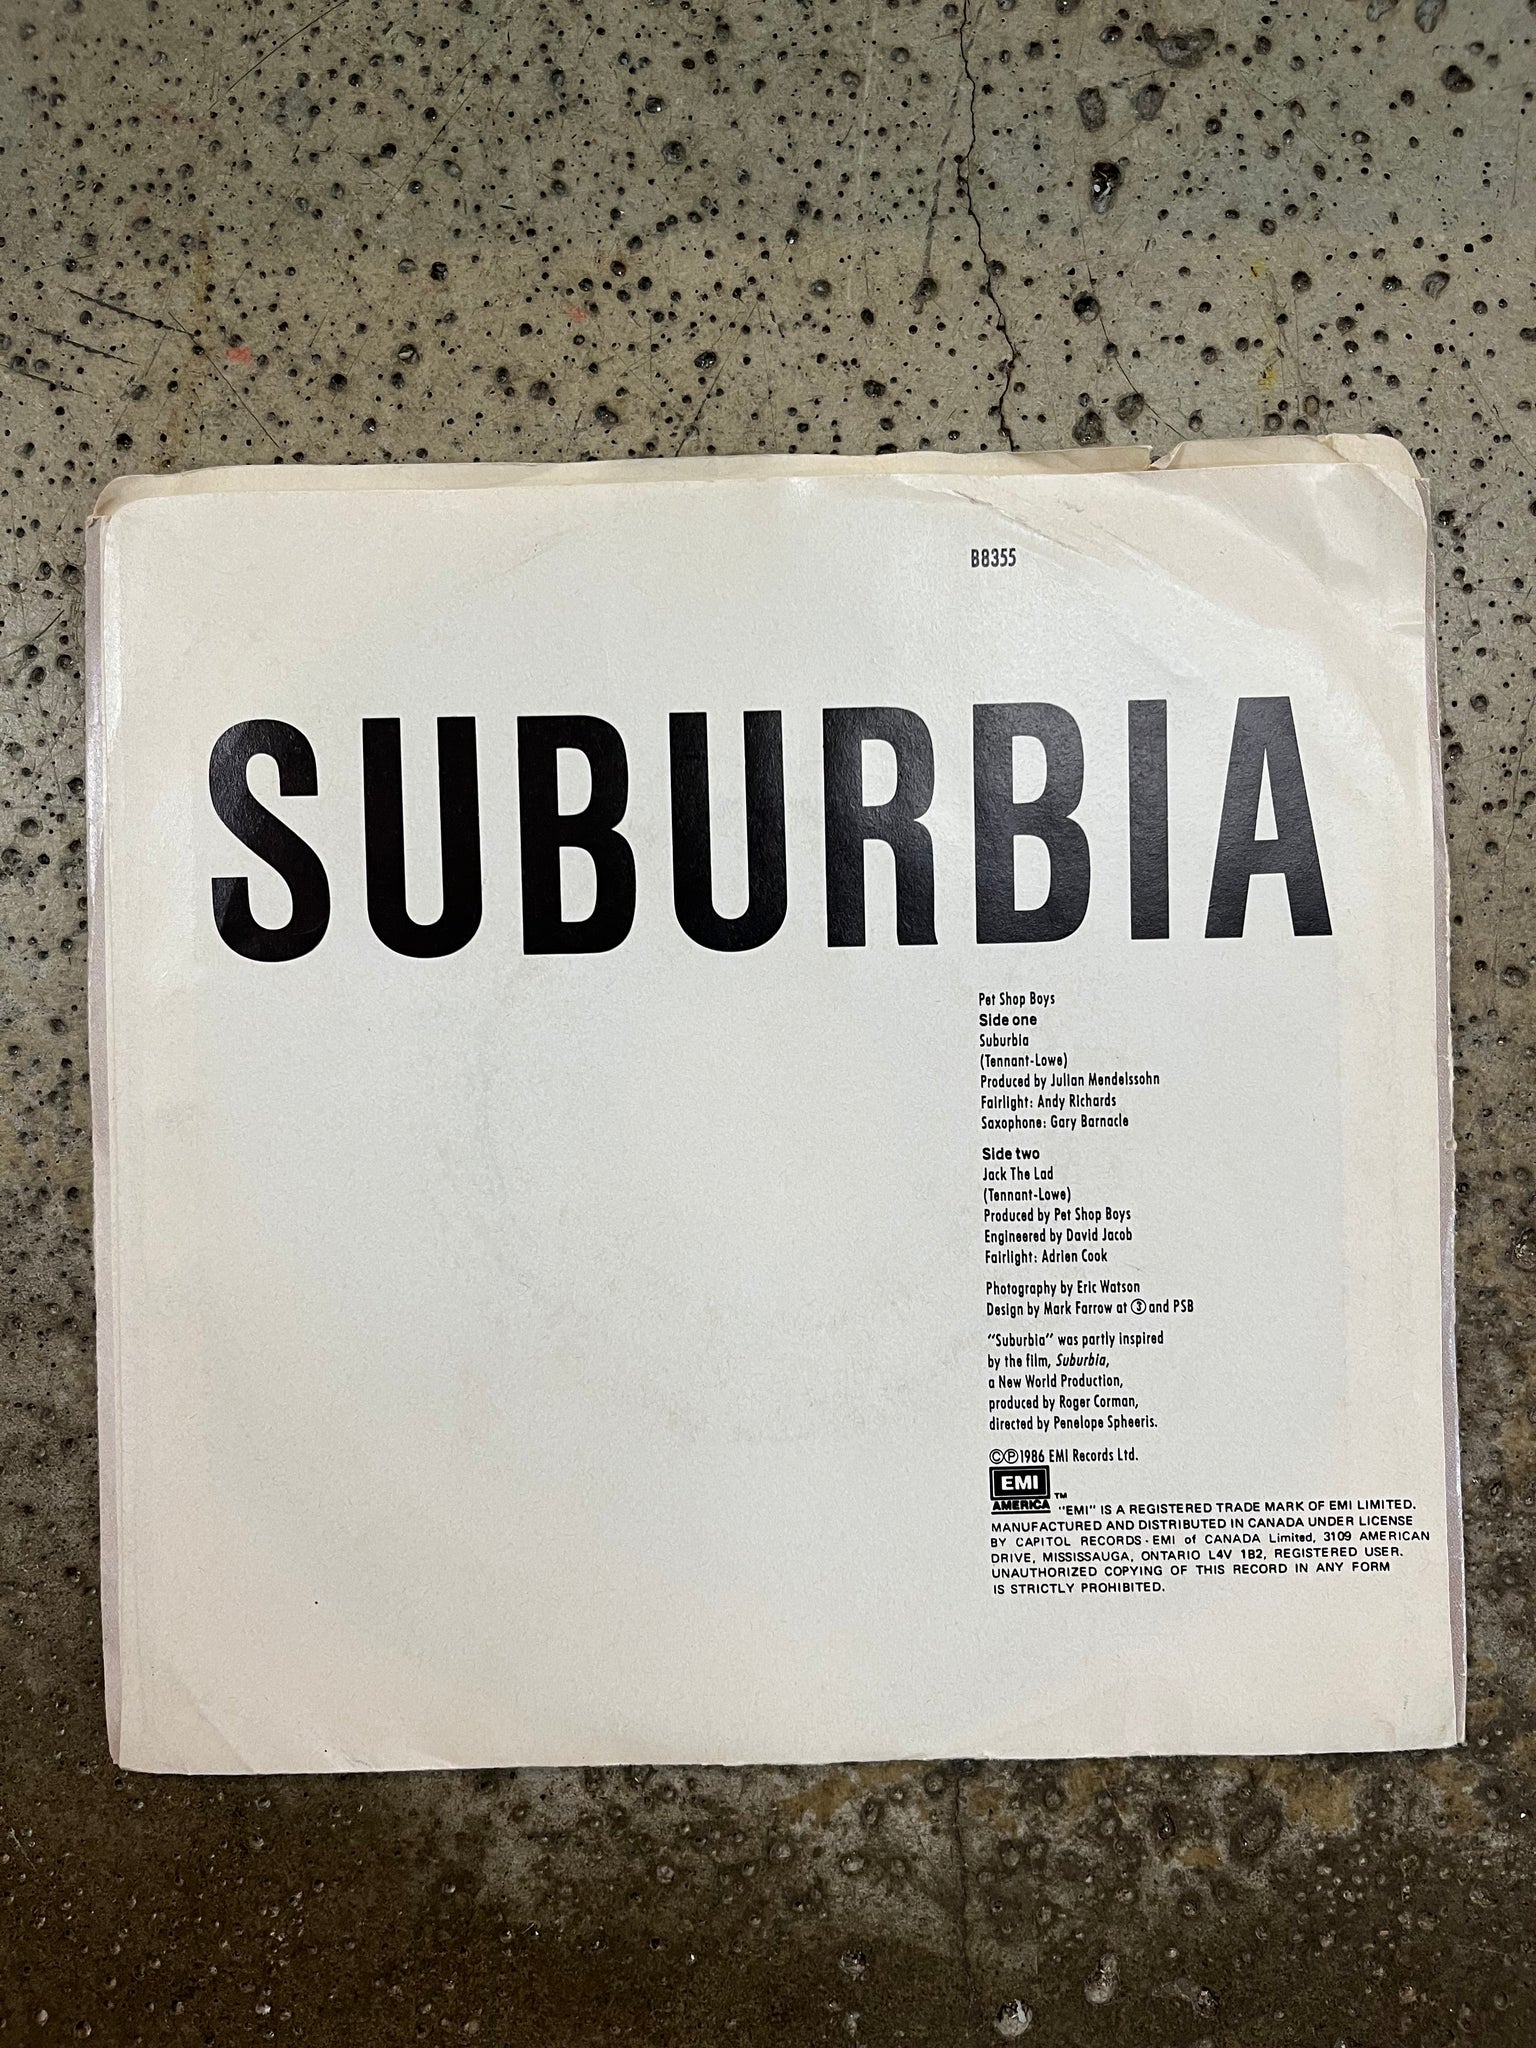 B8355
SUBURBIA
Pet Shop Boys
Side one
Suburbia
(Tennant-Lowe)
Produced by Julian Mendelssohn
Fairlight: Andy Richards
Saxophone: Gary Barnacle
Side two
Jack The Lad
(Tennant-Lowe)
Produced by Pet Shop Boys
Engineered by David Jacob
Fairlight: Adrien Cook
Photography by Eric Watson
Design by Mark Farrow at ③ and PSB
"Suburbia" was partly inspired
by the film, Suburbia,
a New World Production,
produced by Roger Corman,
directed by Penelope Spheeris.
©℗1986 EMI Records Ltd.
EMI
AMERICA ™ "EMI" IS A REGISTERED TRADE MARK OF EMI LIMITED.
MANUFACTURED AND DISTRIBUTED IN CANADA UNDER LICENSE
BY CAPITOL RECORDS - EMI of CANADA Limited, 3109 AMERICAN
DRIVE, MISSISSAUGA, ONTARIO L4V 1B2, REGISTERED USER.
UNAUTHORIZED COPYING OF THIS RECORD IN ANY FORM
IS STRICTLY PROHIBITED.